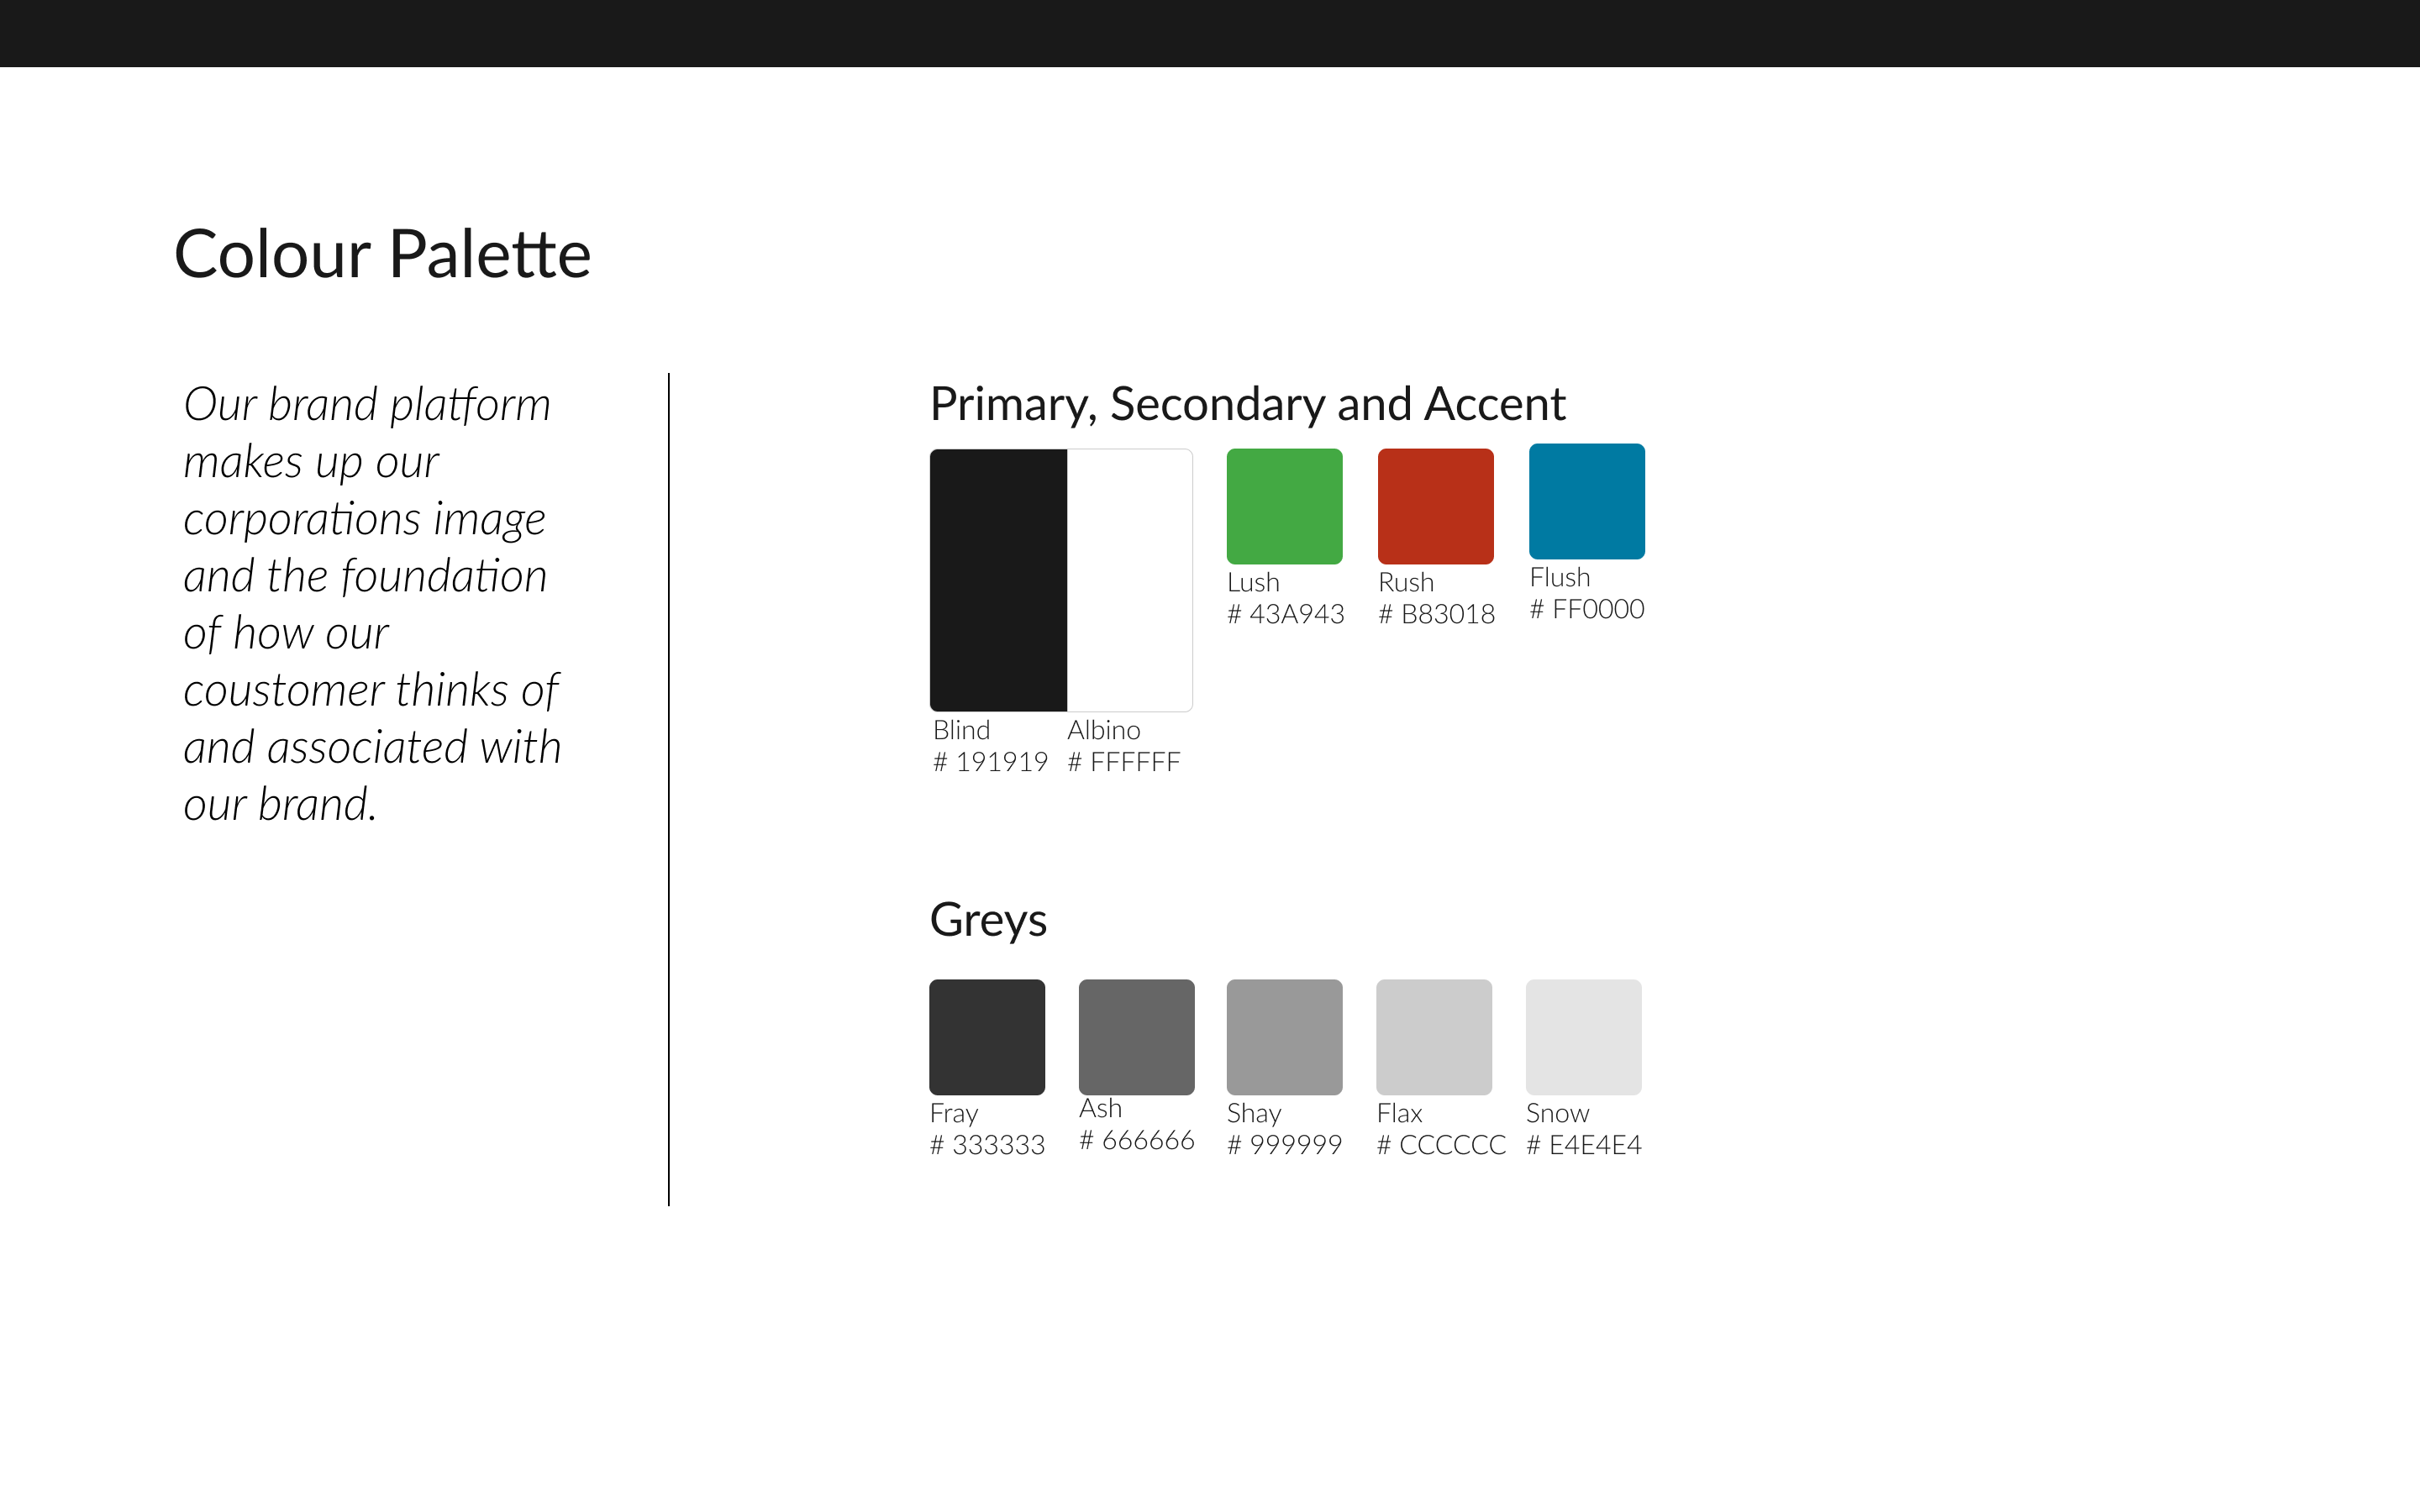 Colour Palette
Our brand platform
makes up our
corporations image
and the foundation
of how our
coustomer thinks of
and associated with
our brand.
Primary, Secondary and Accent
Blind
# 191919
Albino
# FFFFFF
Lush
# 43A943
Rush
# B83018
Flush
# FF0000
Greys
Fray
# 333333
Ash
# 666666
Shay
# 999999
Flax
# CCCCCC
Snow
# E4E4E4